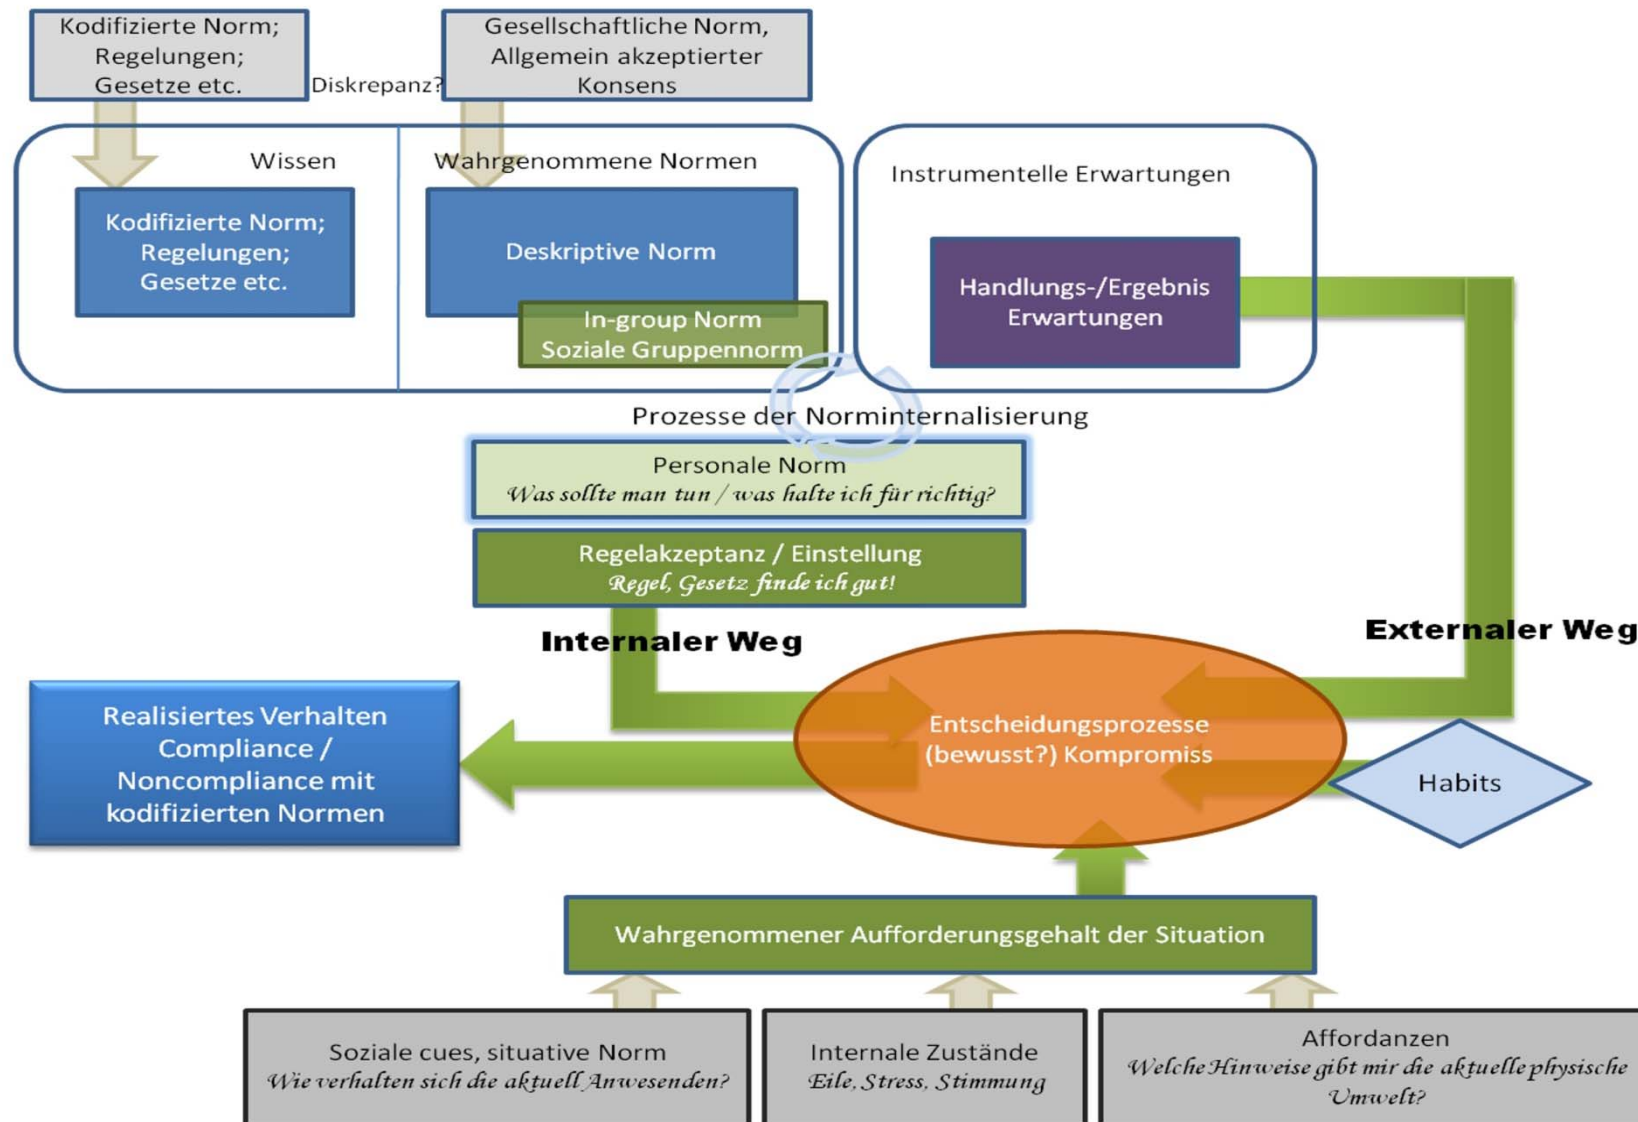 Kodifizierte Norm;
Regelungen;
Gesetze etc.
Diskrepanz?
Gesellschaftliche Norm,
Allgemein akzeptierter
Konsens
Wissen
Kodifizierte Norm;
Regelungen;
Gesetze etc.
Wahrgenommene Normen
Deskriptive Norm
In-group Norm
Soziale Gruppennorm
Instrumentelle Erwartungen
Handlungs-/Ergebnis
Erwartungen
Prozesse der Norminternalisierung
Personale Norm
Was sollte man tun / was halte ich für richtig?
Regelakzeptanz / Einstellung
Regel, Gesetz finde ich gut!
Internaler Weg
Externaler Weg
Realisiertes Verhalten
Compliance /
Noncompliance mit
kodifizierten Normen
Entscheidungsprozesse
(bewusst?) Kompromiss
Habits
Wahrgenommener Aufforderungsgehalt der Situation
Soziale cues, situative Norm
Wie verhalten sich die aktuell Anwesenden?
Internale Zustände
Eile, Stress, Stimmung
Affordanzen
Welche Hinweise gibt mir die aktuelle physische
Umwelt?